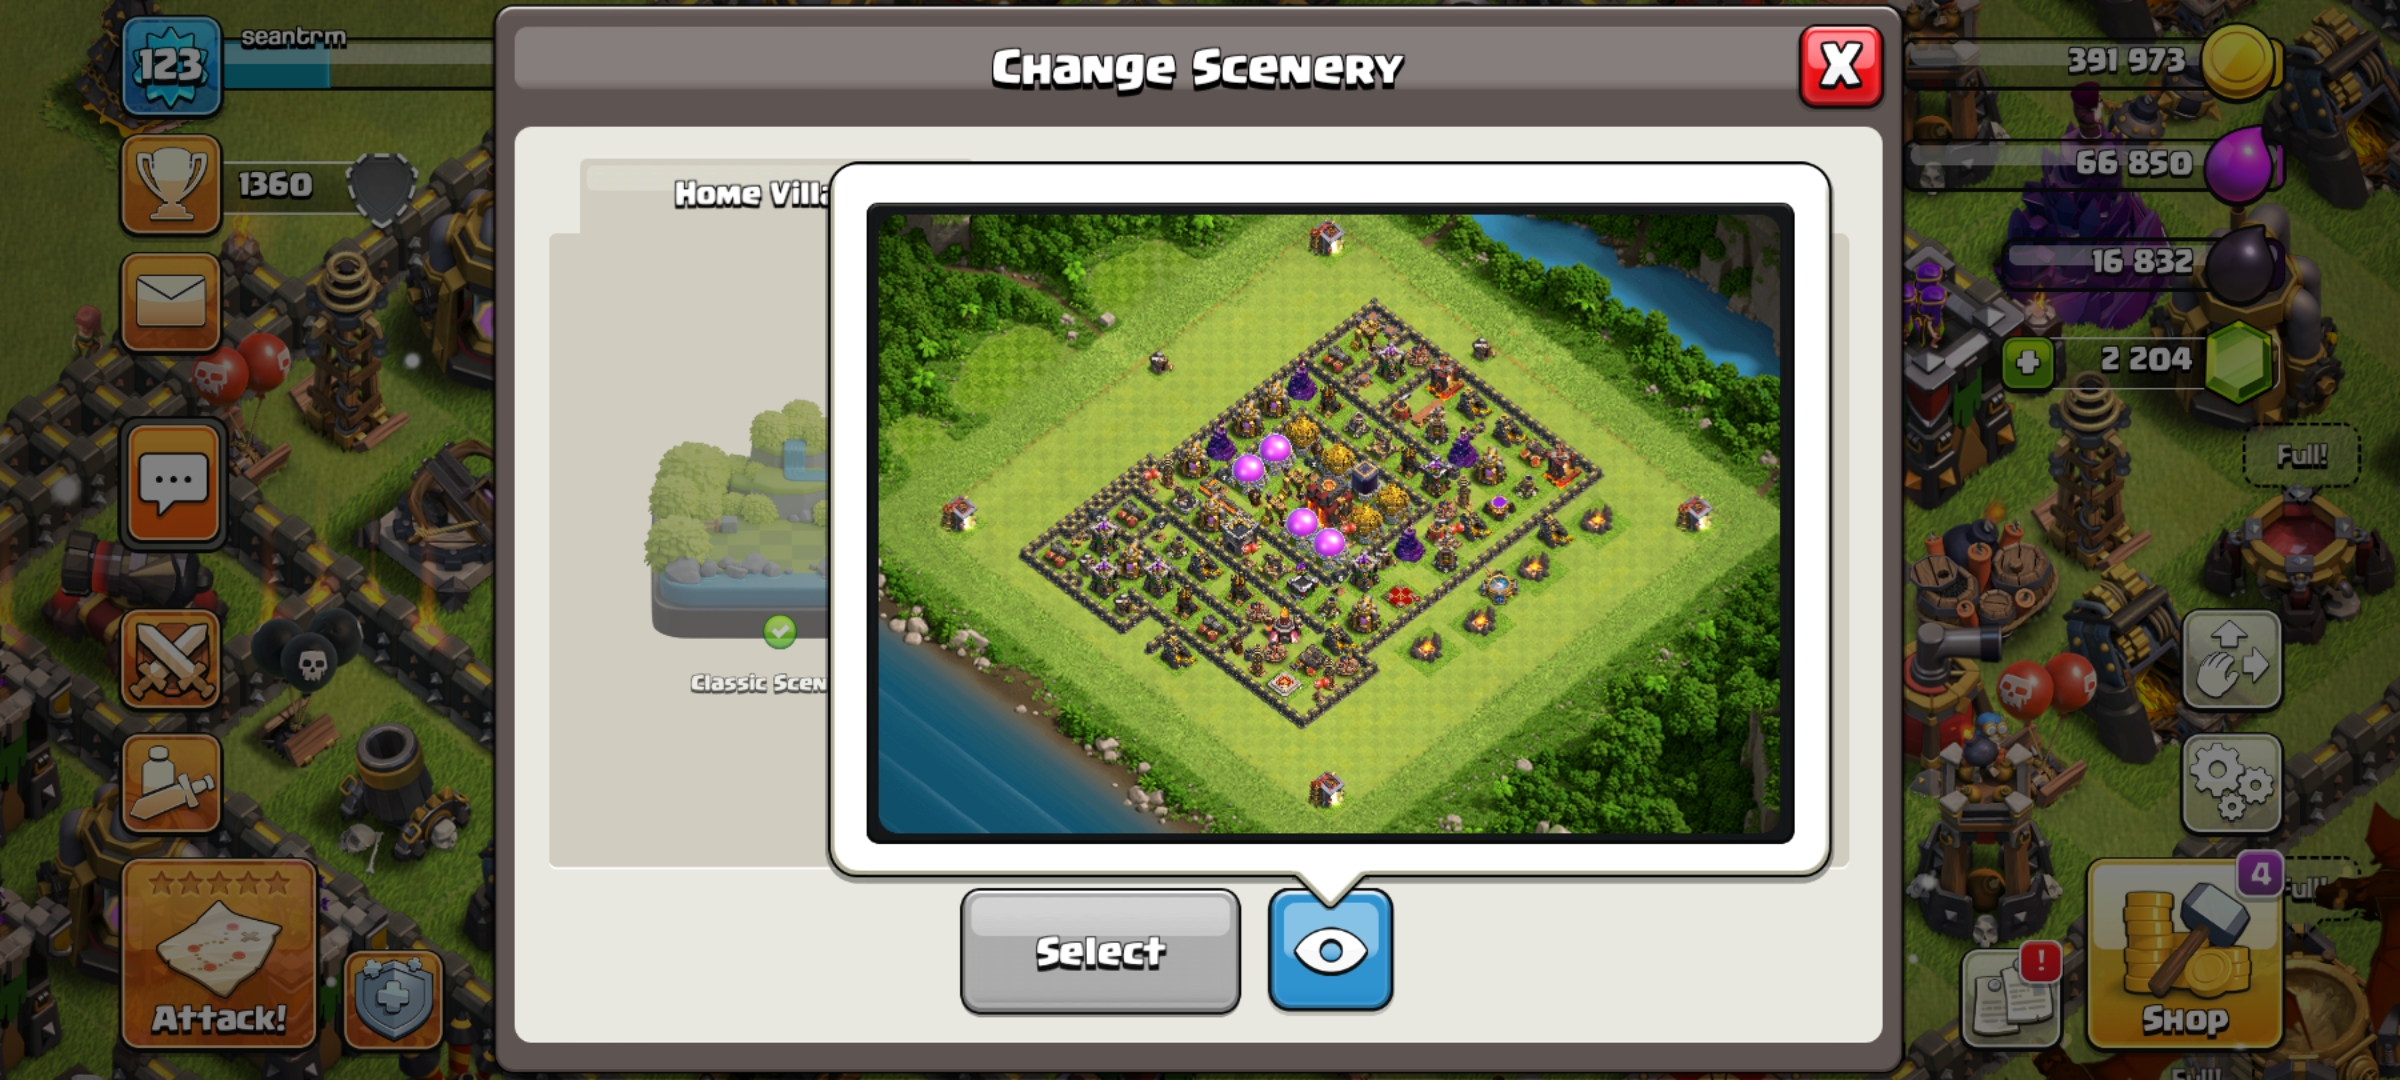 seantrm
123
Change Scenery
X
391 973
1360
66 850
Home Villa
16 832
2 204
Full!
Classic Scen
Select
4
Attack!
!
Shop
Full!